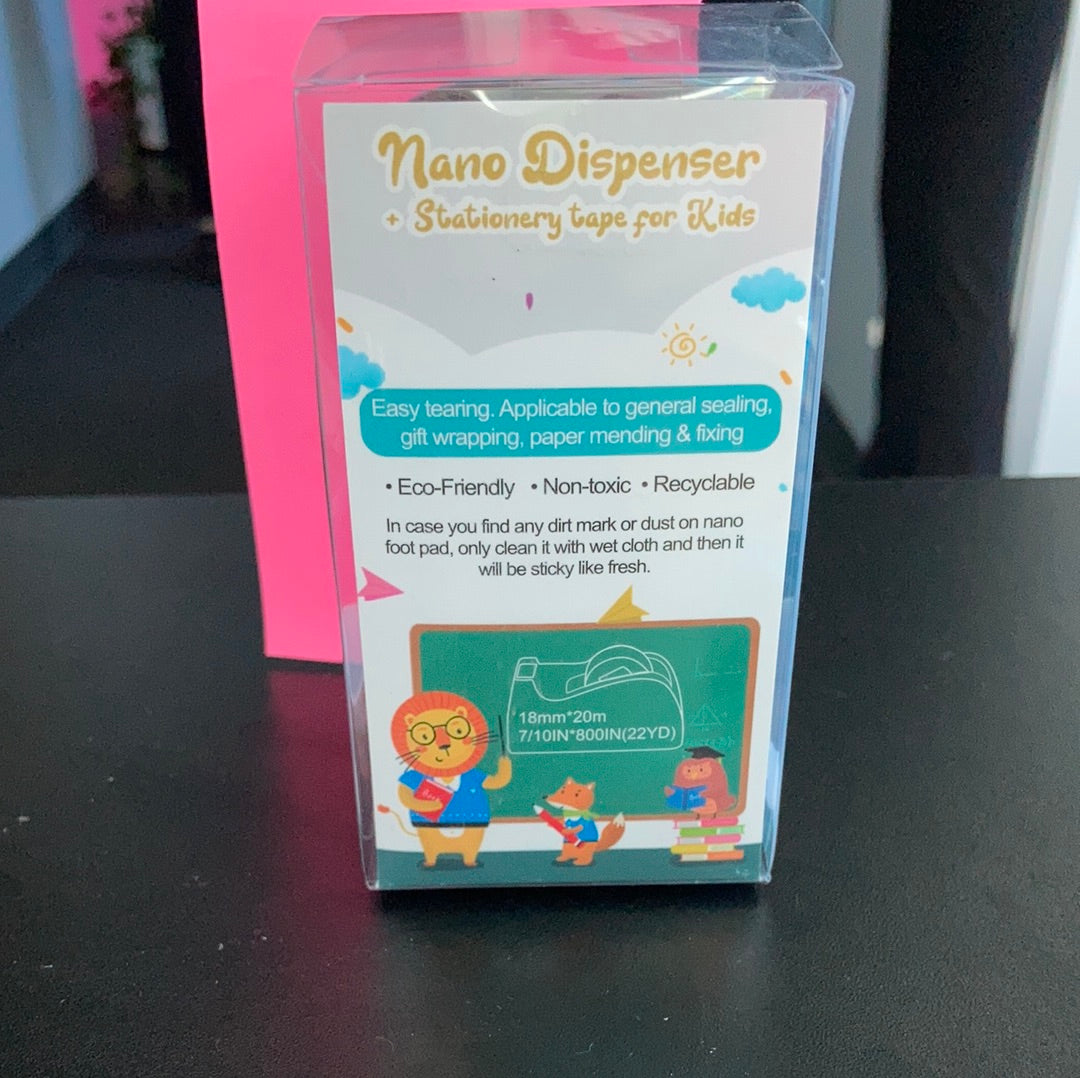 Nano Dispenser
+ Stationery tape for Kids
Easy tearing. Applicable to general sealing,
gift wrapping, paper mending & fixing
• Eco-Friendly • Non-toxic • Recyclable
In case you find any dirt mark or dust on nano
foot pad, only clean it with wet cloth and then it
will be sticky like fresh.
18mm*20m
7/10IN*800IN(22YD)